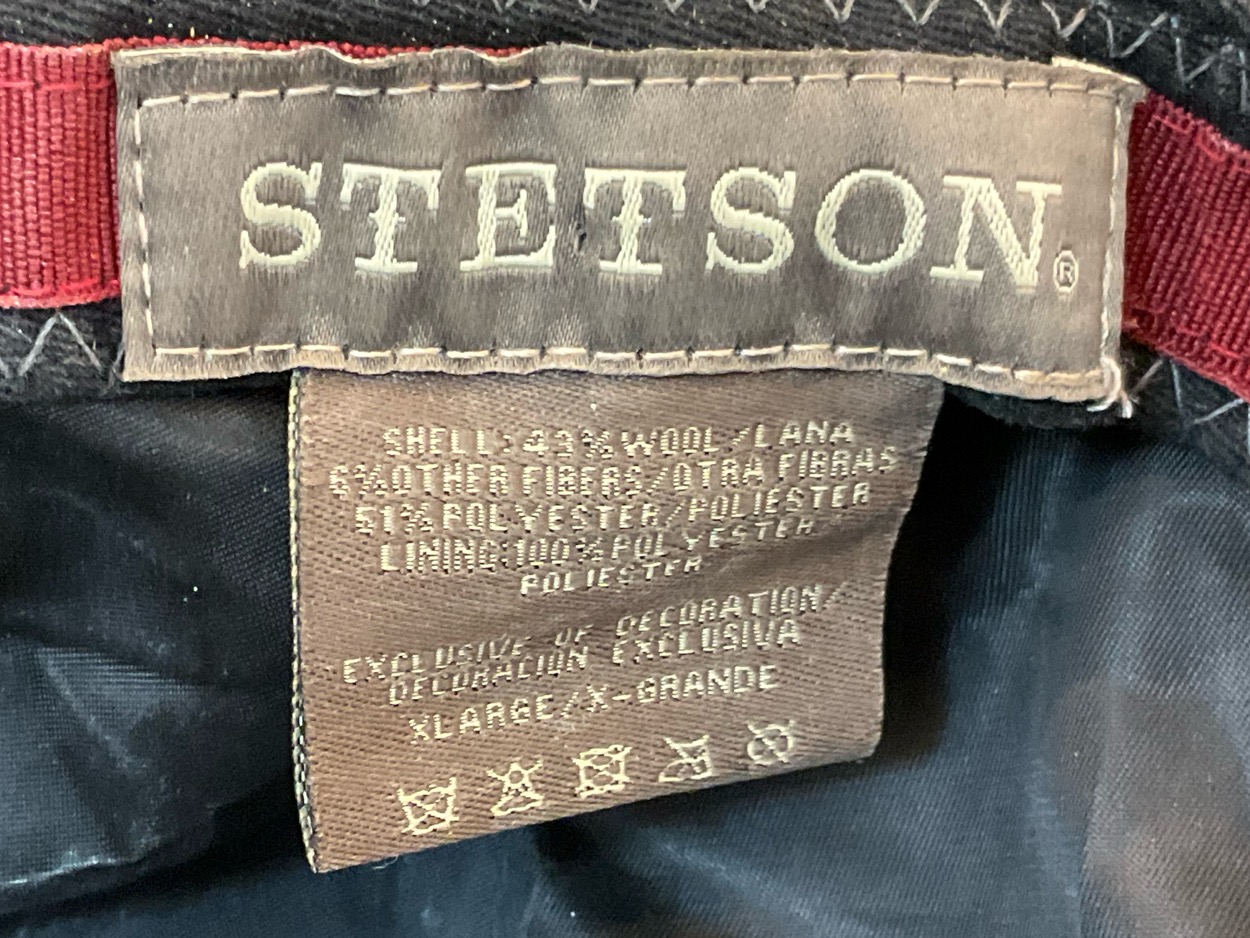 STETSON®
SHELL: 43% WOOL/LANA
6% OTHER FIBERS/OTRA FIBRAS
51% POLYESTER/POLIESTER
LINING:100% POLYESTER
POLIESTER
EXCLUSIVE OF DECORATION/
DECORACION EXCLUSIVA
XLARGE/X-GRANDE